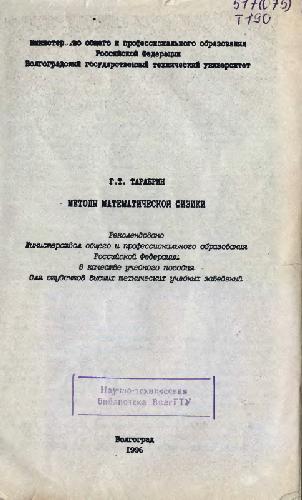 517(075)
Т190
Министерство общего и профессионального образования
Российской Федерации
Волгоградский государственный технический университет
Г.Т. ТАРАБРИН
МЕТОДЫ МАТЕМАТИЧЕСКОЙ ФИЗИКИ
Рекомендовано
Министерством общего и профессионального образования
Российской Федерации
в качестве учебного пособия
для студентов высших технических учебных заведений
Научно-техническая
библиотека ВолгГТУ
Волгоград
1996